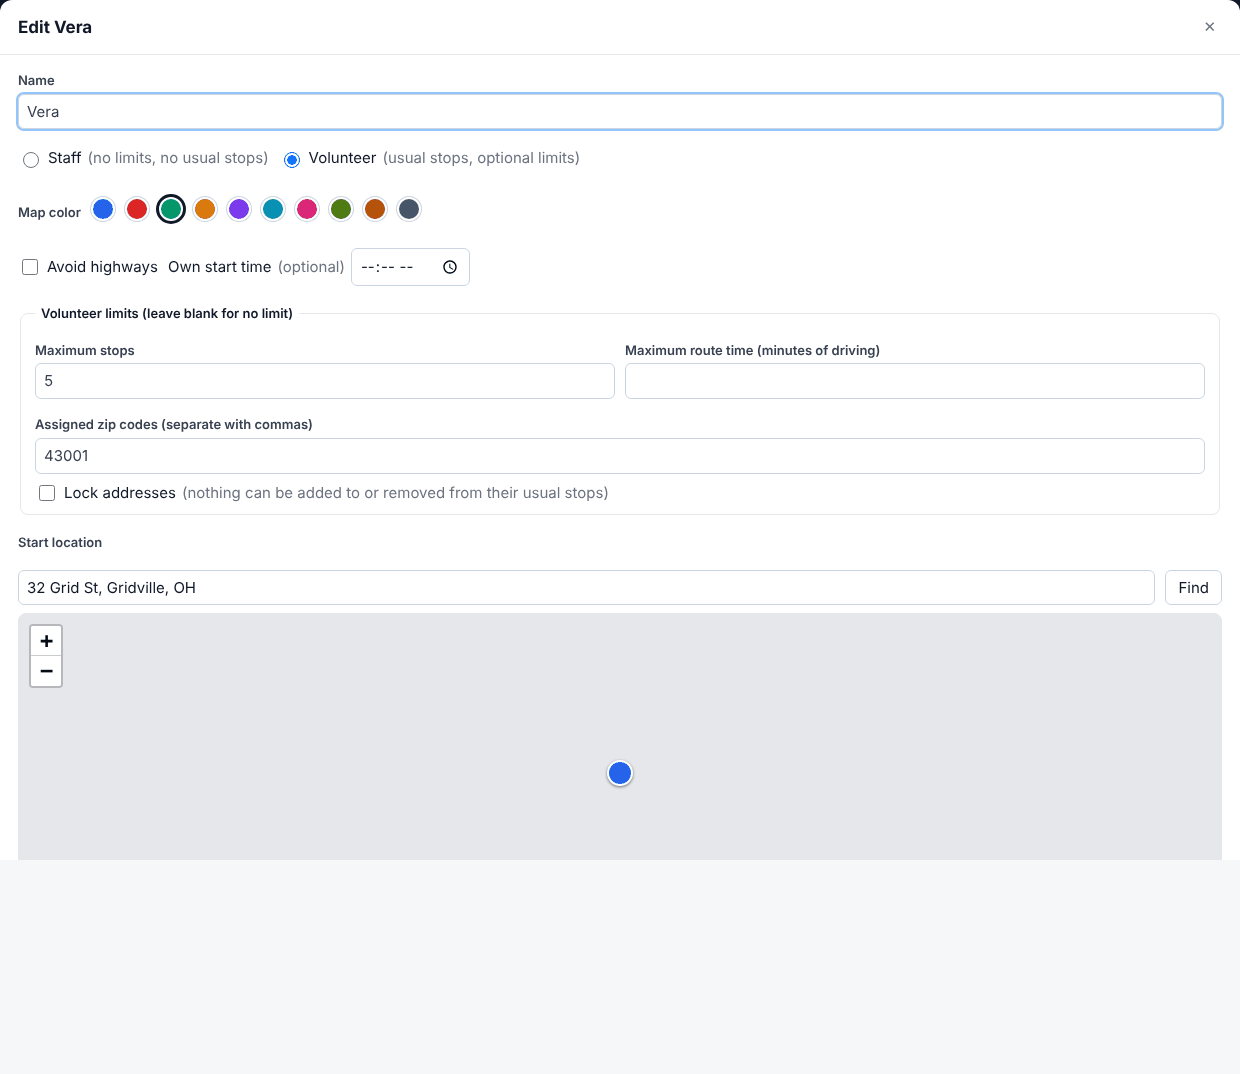 Edit Vera
×
Name
Vera
Staff (no limits, no usual stops) Volunteer (usual stops, optional limits)
Map color
Avoid highways Own start time (optional) --:-- --
Volunteer limits (leave blank for no limit)
Maximum stops Maximum route time (minutes of driving)
5
Assigned zip codes (separate with commas)
43001
Lock addresses (nothing can be added to or removed from their usual stops)
Start location
32 Grid St, Gridville, OH Find
+
−